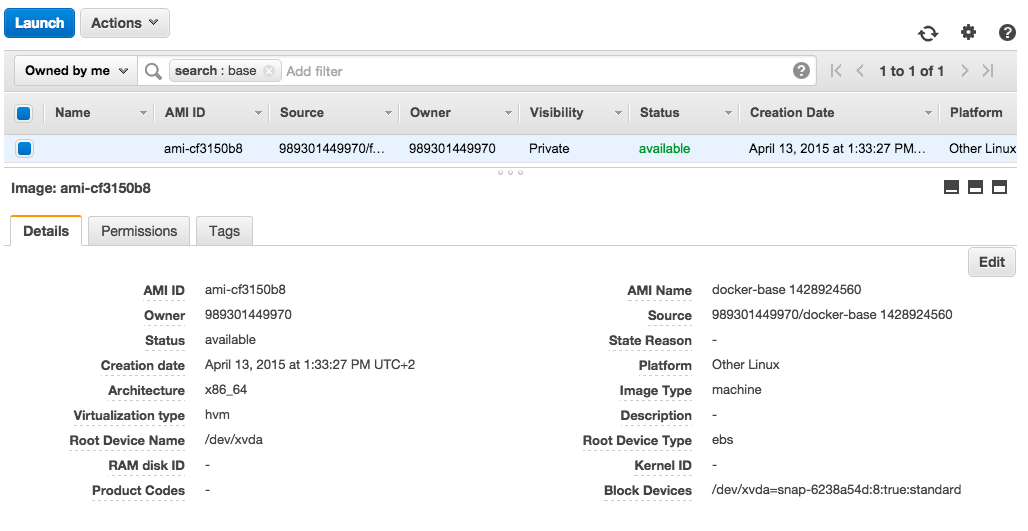 Launch Actions
Owned by me search : base Add filter 1 to 1 of 1
Name AMI ID Source Owner Visibility Status Creation Date Platform
ami-cf3150b8 989301449970/f... 989301449970 Private available April 13, 2015 at 1:33:27 PM... Other Linux
Image: ami-cf3150b8
Details Permissions Tags
Edit
AMI ID ami-cf3150b8 AMI Name docker-base 1428924560
Owner 989301449970 Source 989301449970/docker-base 1428924560
Status available State Reason -
Creation date April 13, 2015 at 1:33:27 PM UTC+2 Platform Other Linux
Architecture x86_64 Image Type machine
Virtualization type hvm Description -
Root Device Name /dev/xvda Root Device Type ebs
RAM disk ID - Kernel ID -
Product Codes - Block Devices /dev/xvda=snap-6238a54d:8:true:standard